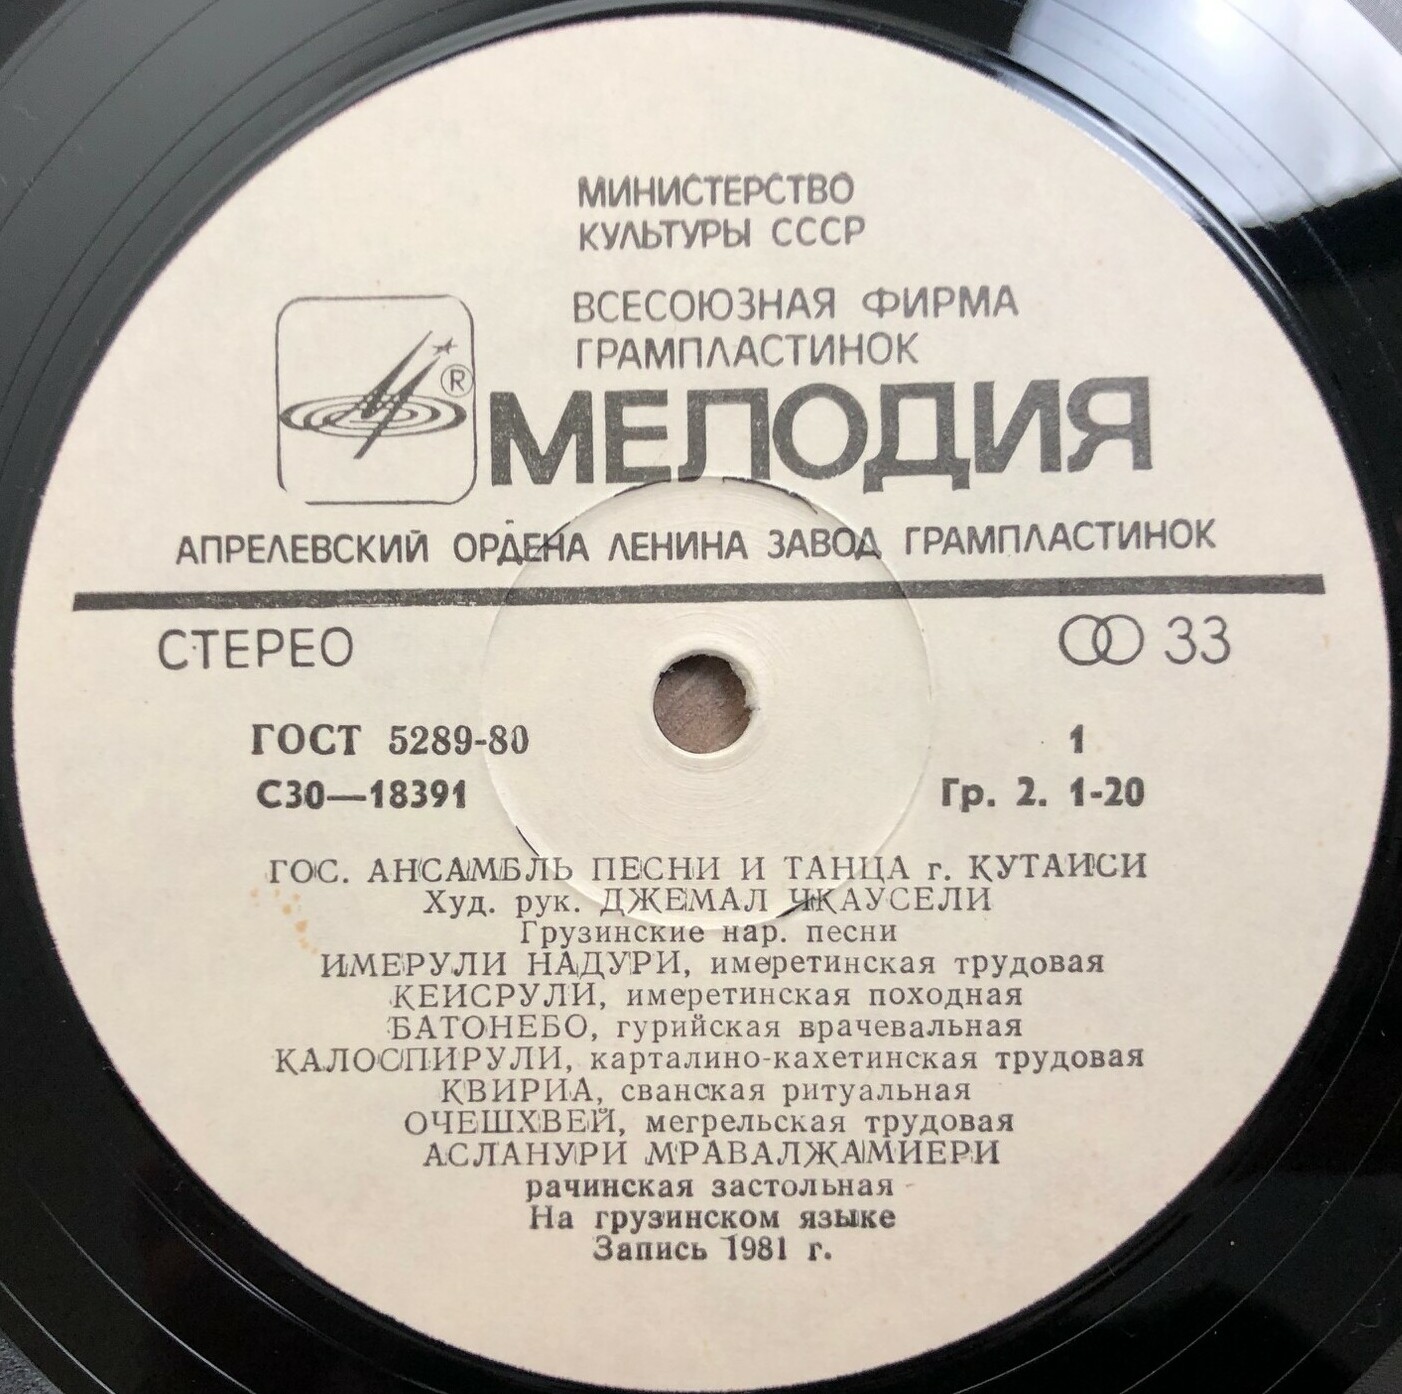 МИНИСТЕРСТВО
КУЛЬТУРЫ СССР
ВСЕСОЮЗНАЯ ФИРМА
ГРАМПЛАСТИНОК
®
МЕЛОДИЯ
АПРЕЛЕВСКИЙ ОРДЕНА ЛЕНИНА ЗАВОД ГРАМПЛАСТИНОК
СТЕРЕО 33
ГОСТ 5289-80 1
С30—18391 Гр. 2. 1-20
ГОС. АНСАМБЛЬ ПЕСНИ И ТАНЦА г. КУТАИСИ
Худ. рук. ДЖЕМАЛ ЧКАУСЕЛИ
Грузинские нар. песни
ИМЕРУЛИ НАДУРИ, имеретинская трудовая
КЕИСРУЛИ, имеретинская походная
БАТОНЕБО, гурийская врачевальная
КАЛОСПИРУЛИ, карталино-кахетинская трудовая
КВИРИА, сванская ритуальная
ОЧЕШХВЕЙ, мегрельская трудовая
АСЛАНУРИ МРАВАЛЖАМИЕРИ
рачинская застольная
На грузинском языке
Запись 1981 г.